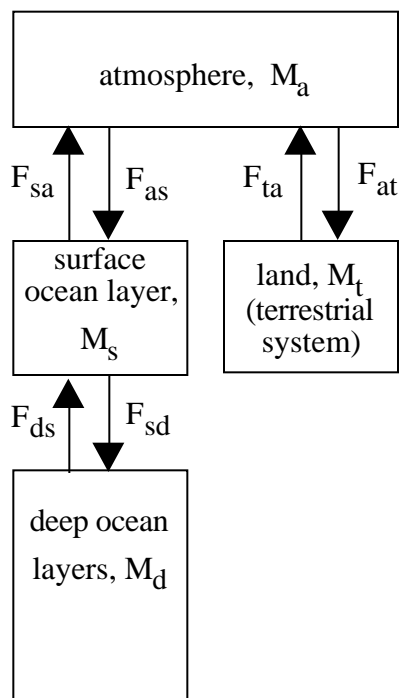 atmosphere, Ma
Fsa
Fas
Fta
Fat
surface
ocean layer,
Ms
land, Mt
(terrestrial
system)
Fds
Fsd
deep ocean
layers, Md